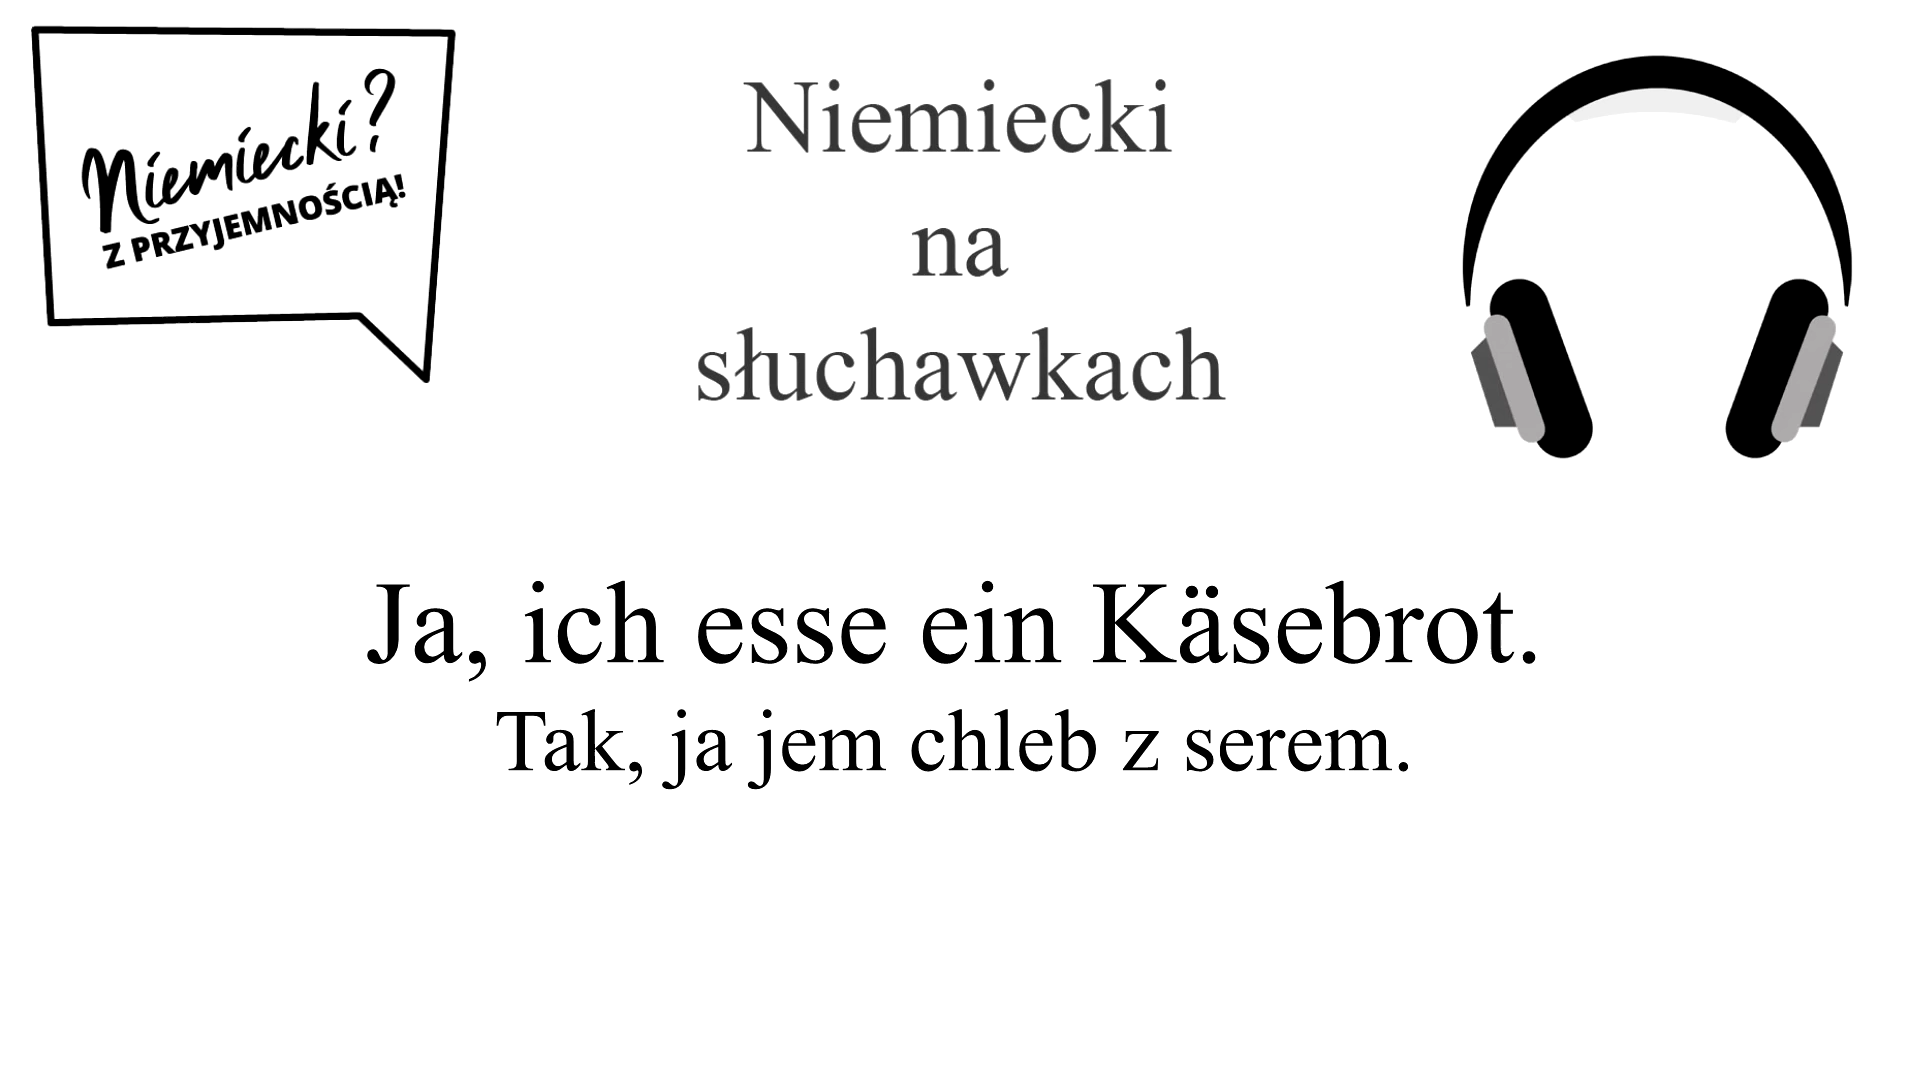 Niemiecki?
Z PRZYJEMNOŚCIĄ!
Niemiecki
na
słuchawkach
Ja, ich esse ein Käsebrot.
Tak, ja jem chleb z serem.